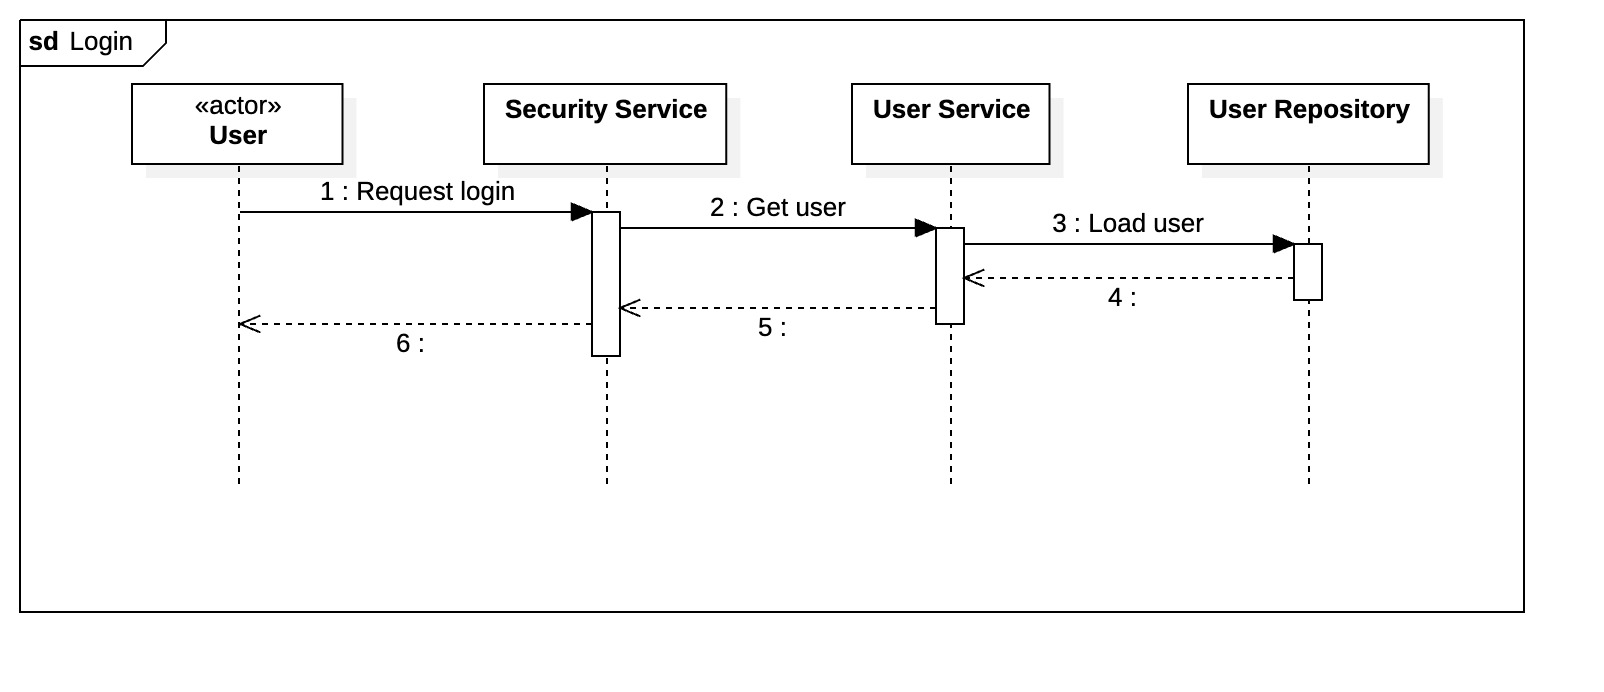 sd Login
«actor»
User
Security Service
User Service
User Repository
1 : Request login
2 : Get user
3 : Load user
4 :
5 :
6 :